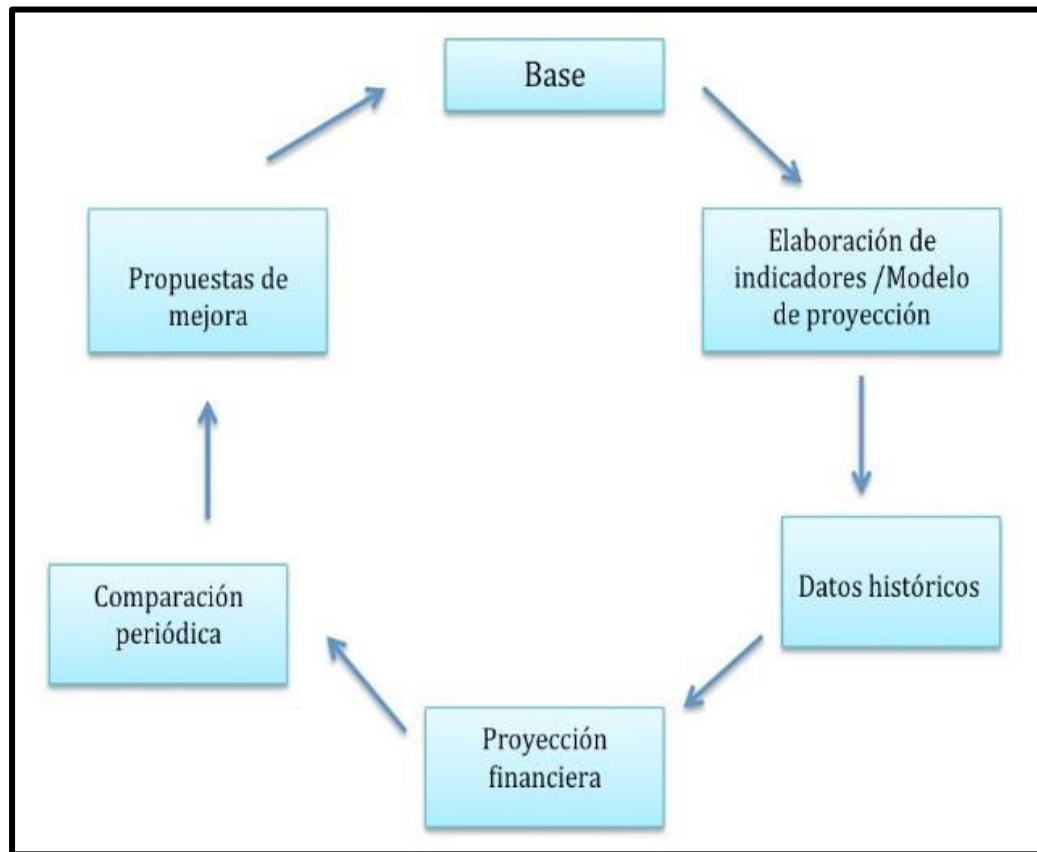 Base
Elaboración de
indicadores /Modelo
de proyección
Datos históricos
Proyección
financiera
Comparación
periódica
Propuestas de
mejora